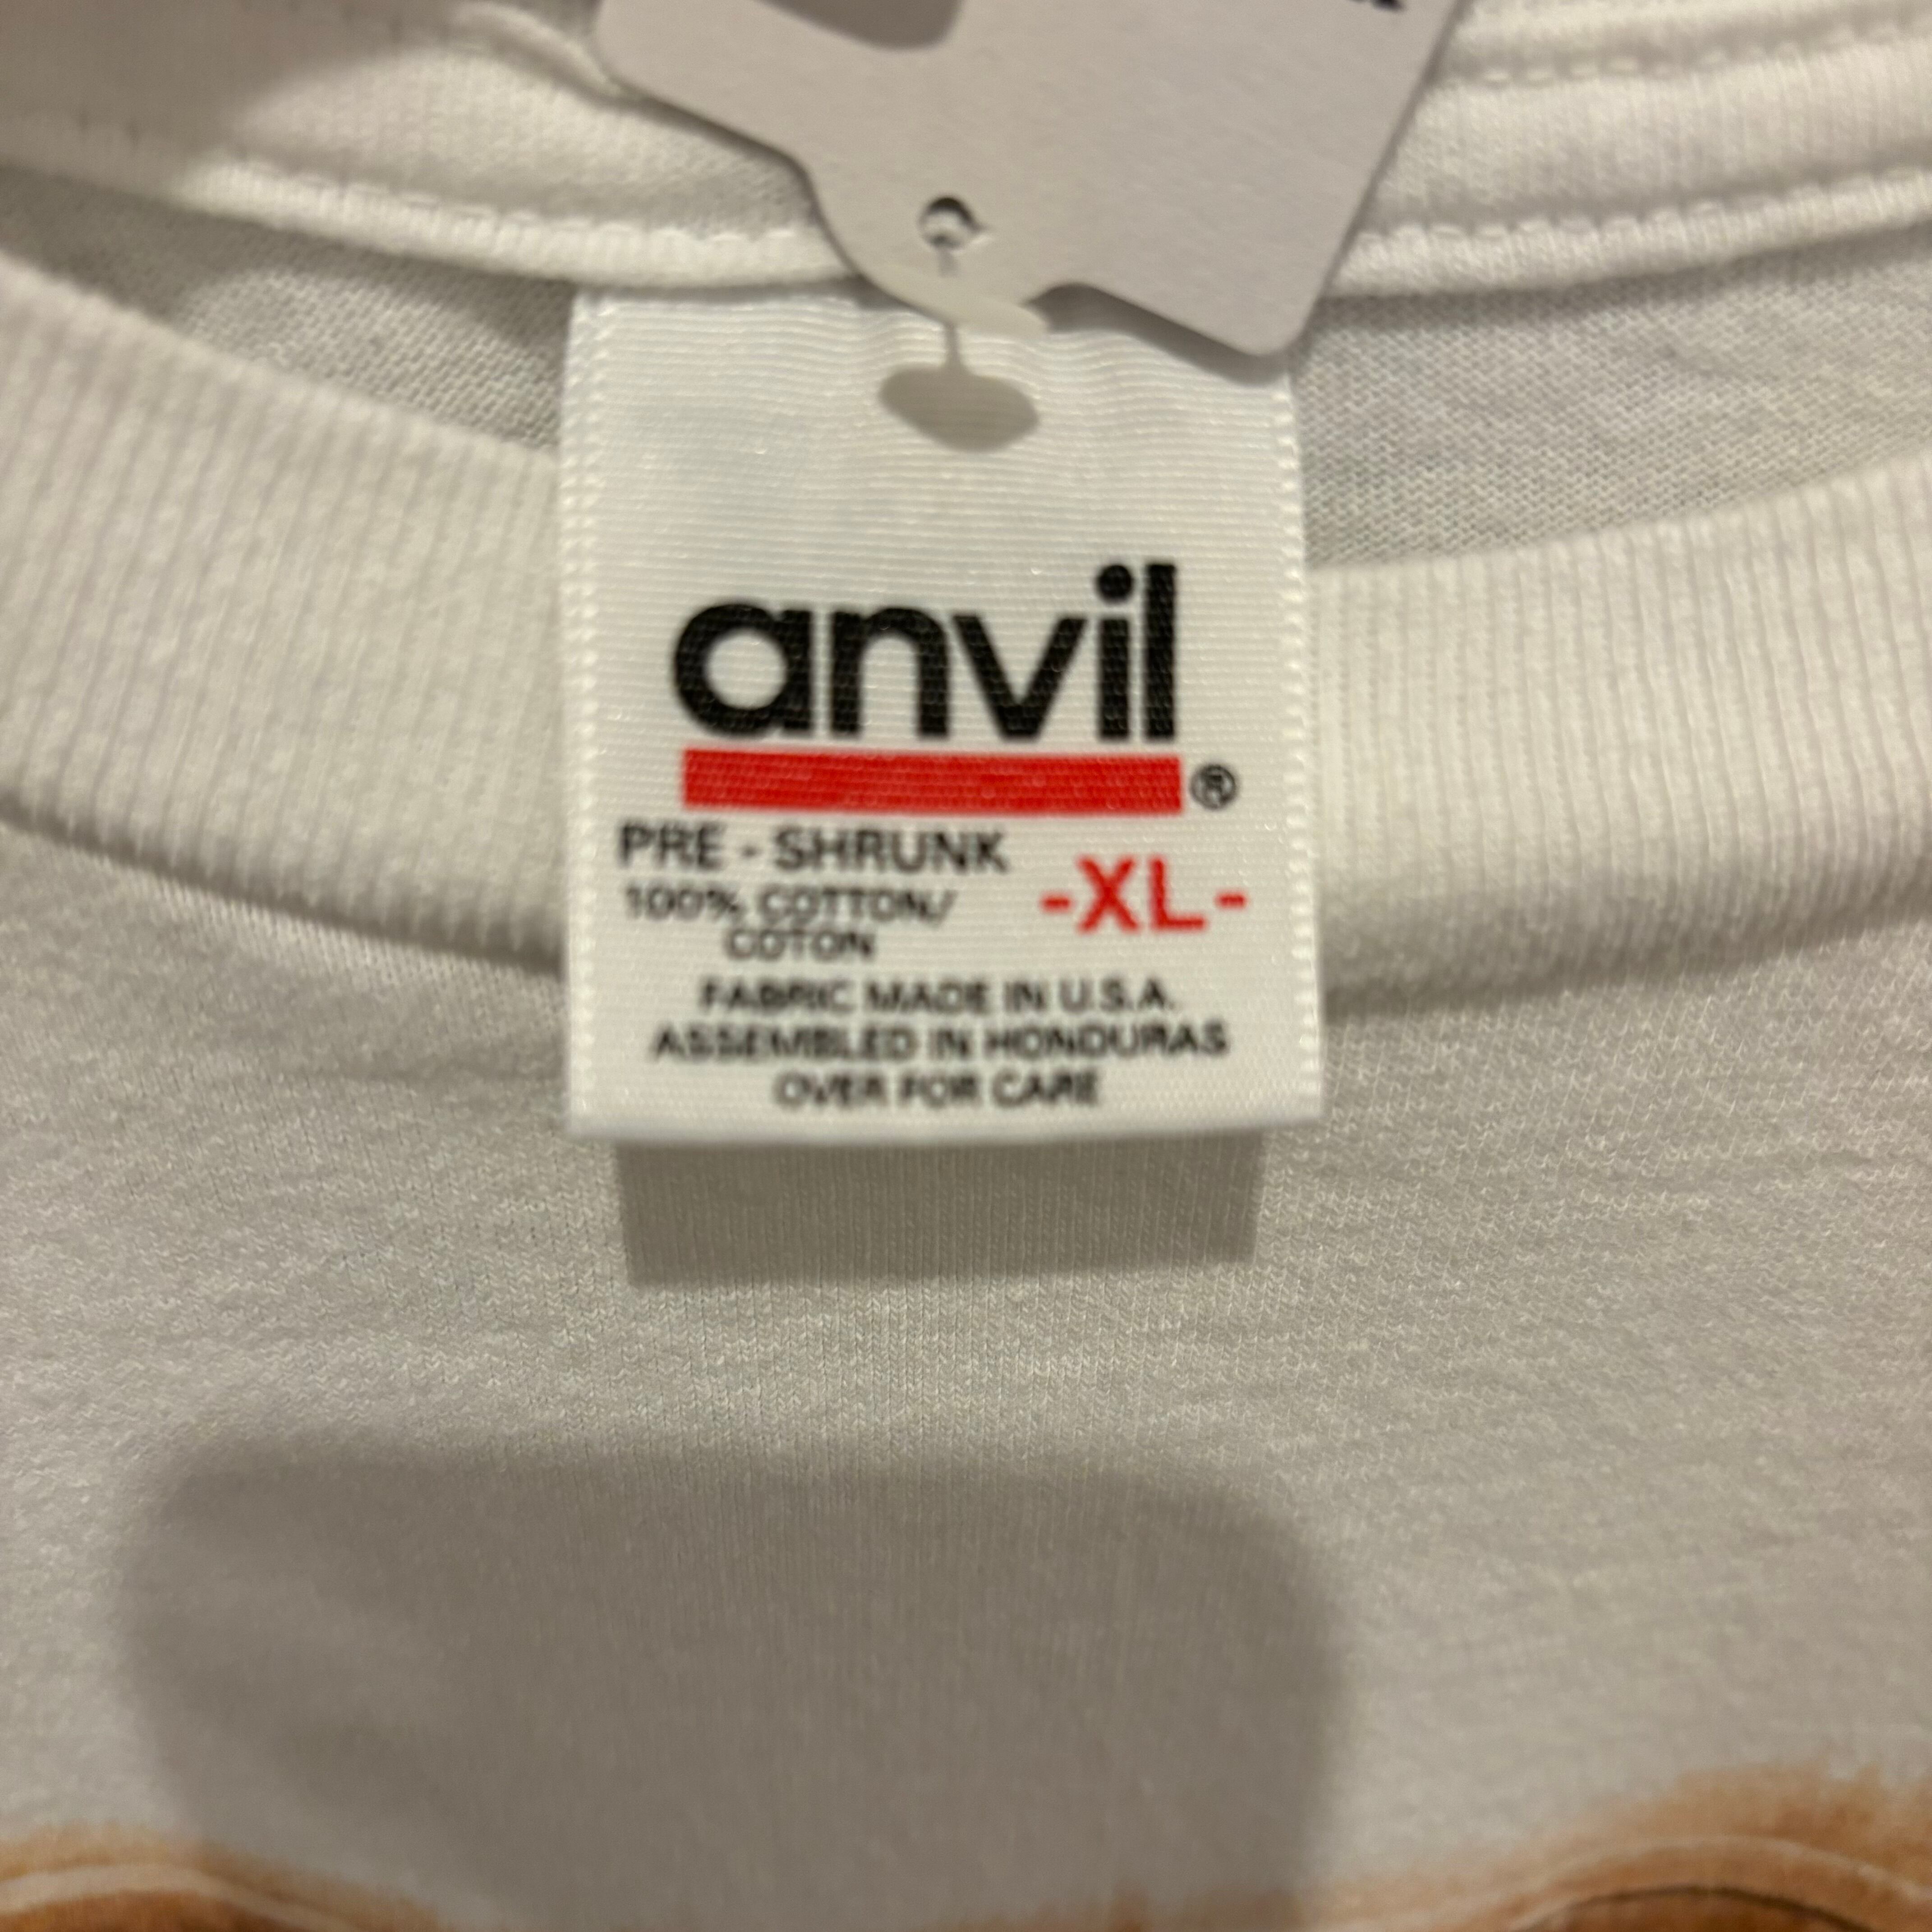 anvil®
PRE - SHRUNK
100% COTTON/
COTON
-XL-
FABRIC MADE IN U.S.A.
ASSEMBLED IN HONDURAS
OVER FOR CARE